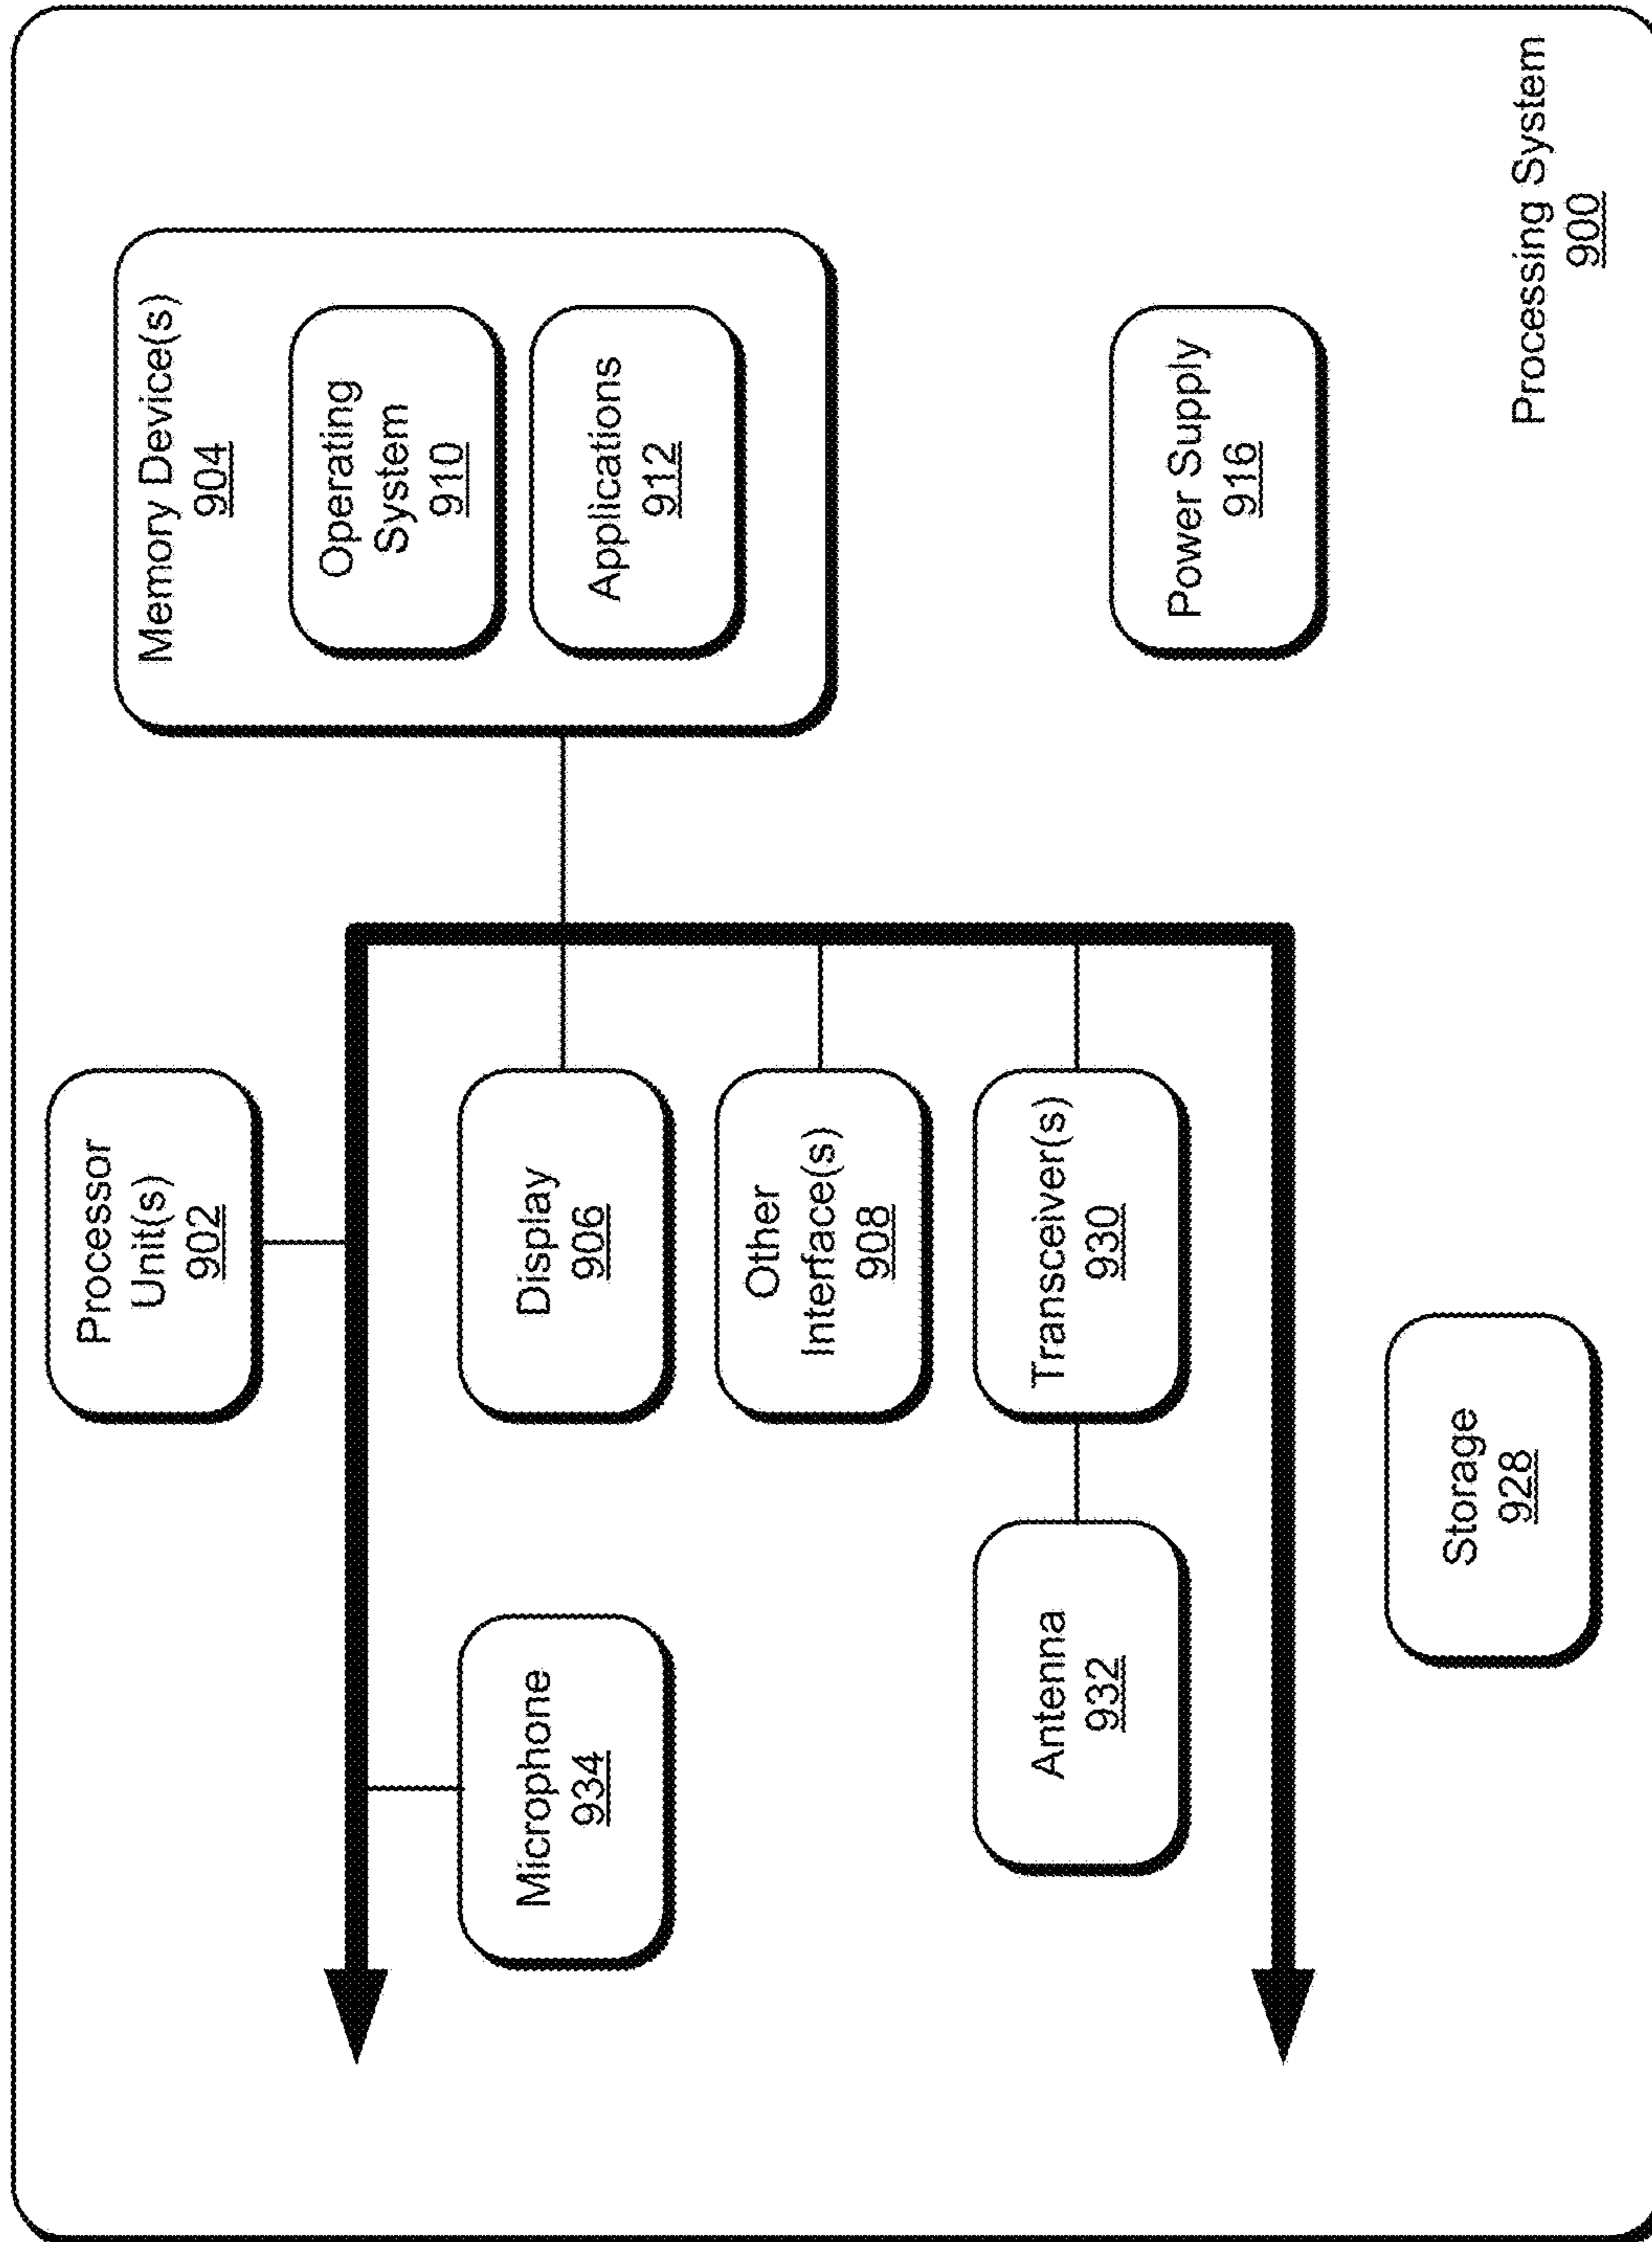 Processor
Unit(s)
902
Memory Device(s)
904
Operating
System
910
Applications
912
Microphone
934
Display
906
Other
Interface(s)
908
Antenna
932
Transceiver(s)
930
Power Supply
916
Storage
928
Processing System
900